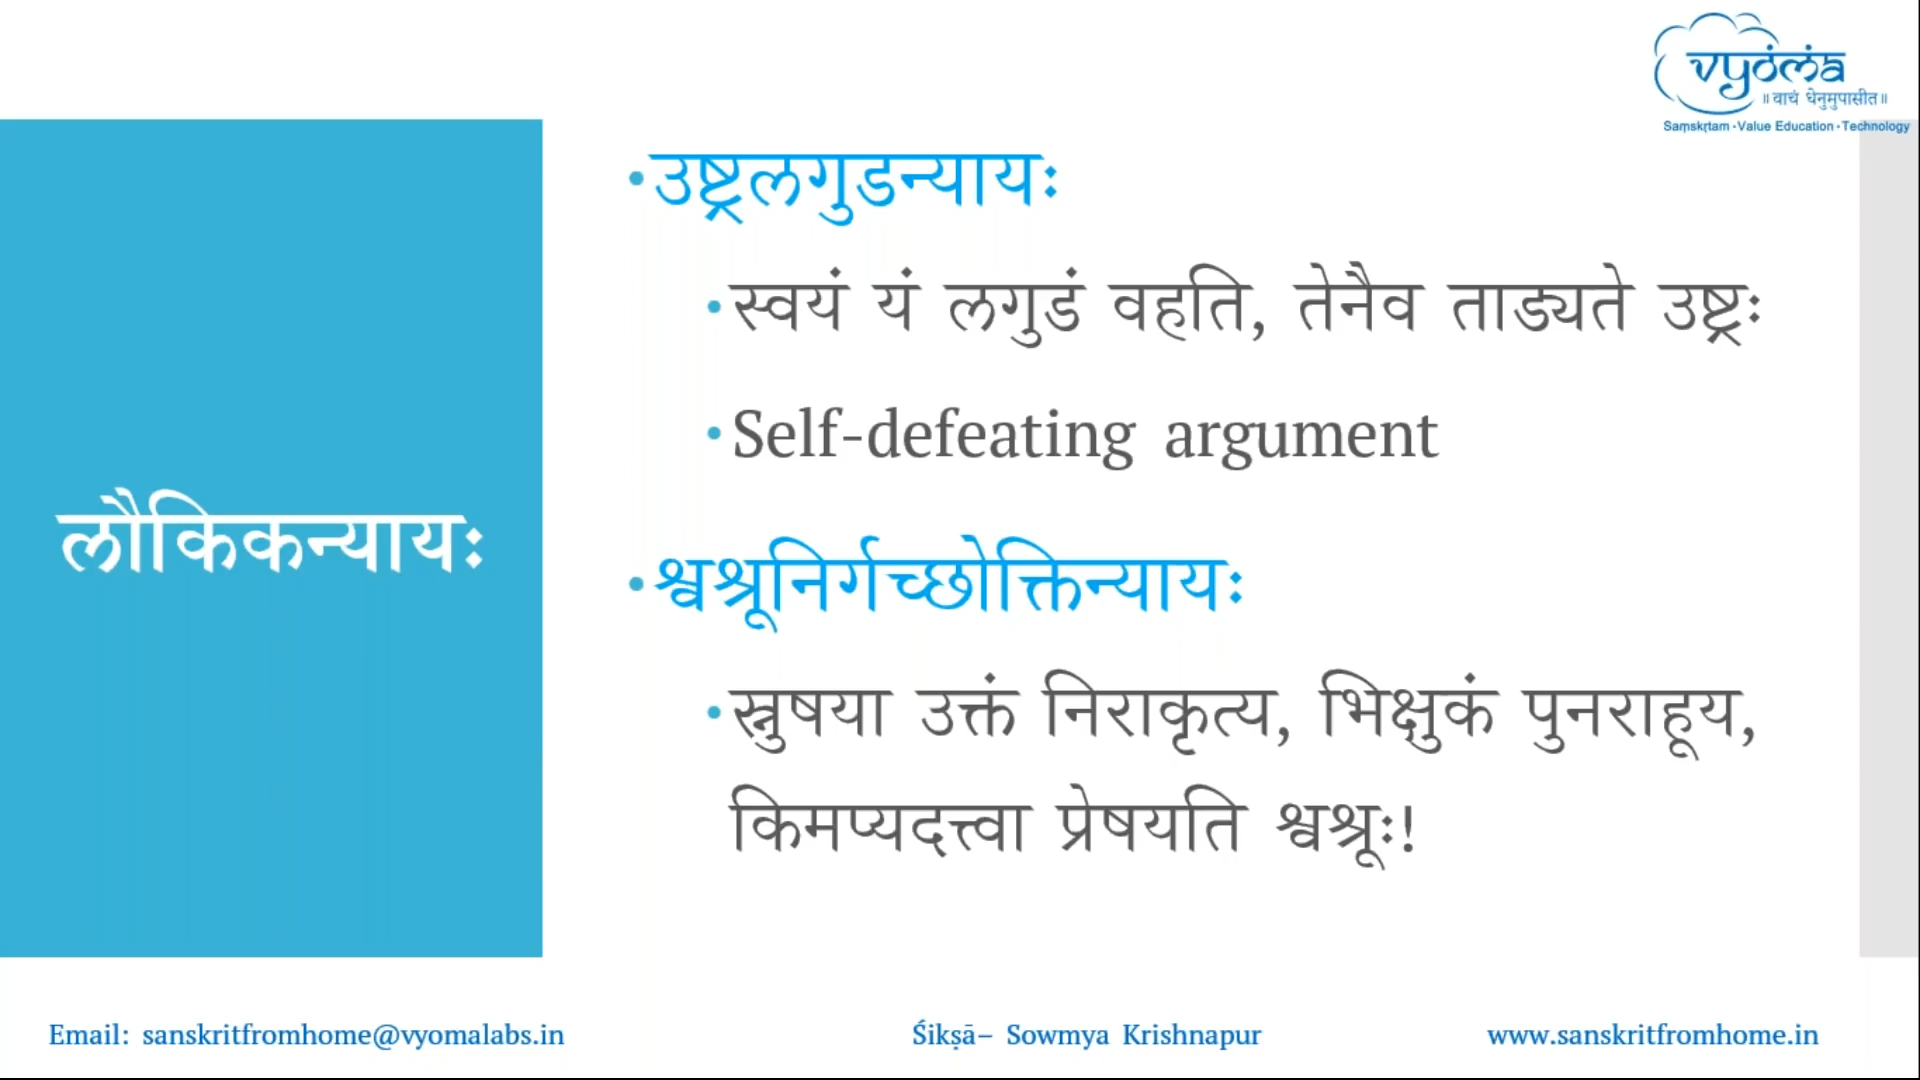 vyoma
॥ वाचं धेनुमुपासीत॥
Saṃskṛtam • Value Education • Technology
लौकिकन्यायः
• उष्ट्रलगुडन्यायः
• स्वयं यं लगुडं वहति, तेनैव ताड्यते उष्ट्रः
• Self-defeating argument
• श्वश्रूनिर्गच्छोक्तिन्यायः
• स्नुषया उक्तं निराकृत्य, भिक्षुकं पुनराहूय,
किमप्यदत्त्वा प्रेषयति श्वश्रूः!
Email: sanskritfromhome@vyomalabs.in
Śikṣā– Sowmya Krishnapur
www.sanskritfromhome.in